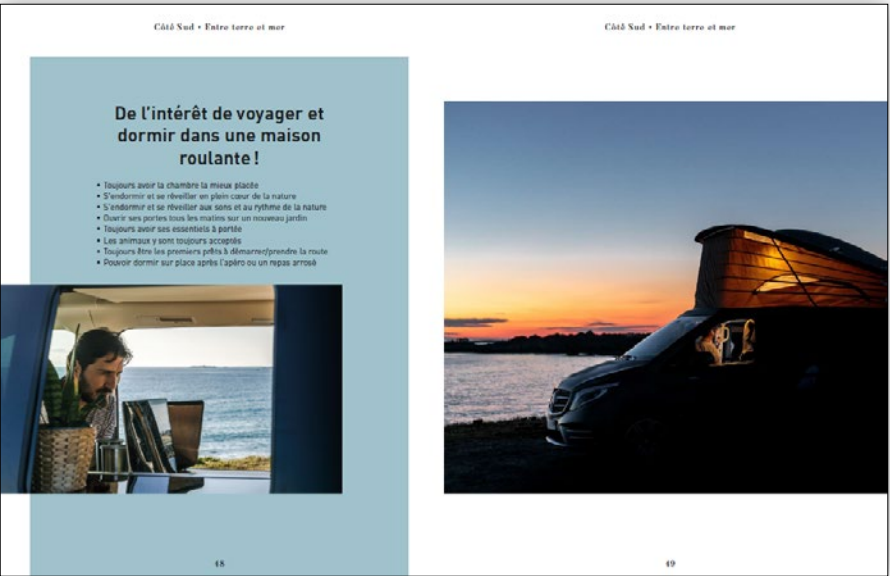 Côté Sud • Entre terre et mer
De l'intérêt de voyager et
dormir dans une maison
roulante !
• Toujours avoir la chambre la mieux placée
• S'endormir et se réveiller en plein cœur de la nature
• S'endormir et se réveiller aux sons et au rythme de la nature
• Ouvrir ses portes tous les matins sur un nouveau jardin
• Toujours avoir ses essentiels à portée
• Les animaux y sont toujours acceptés
• Toujours être les premiers prêts à démarrer/prendre la route
• Pouvoir dormir sur place après l'apéro ou un repas arrosé
48
Côté Sud • Entre terre et mer
49